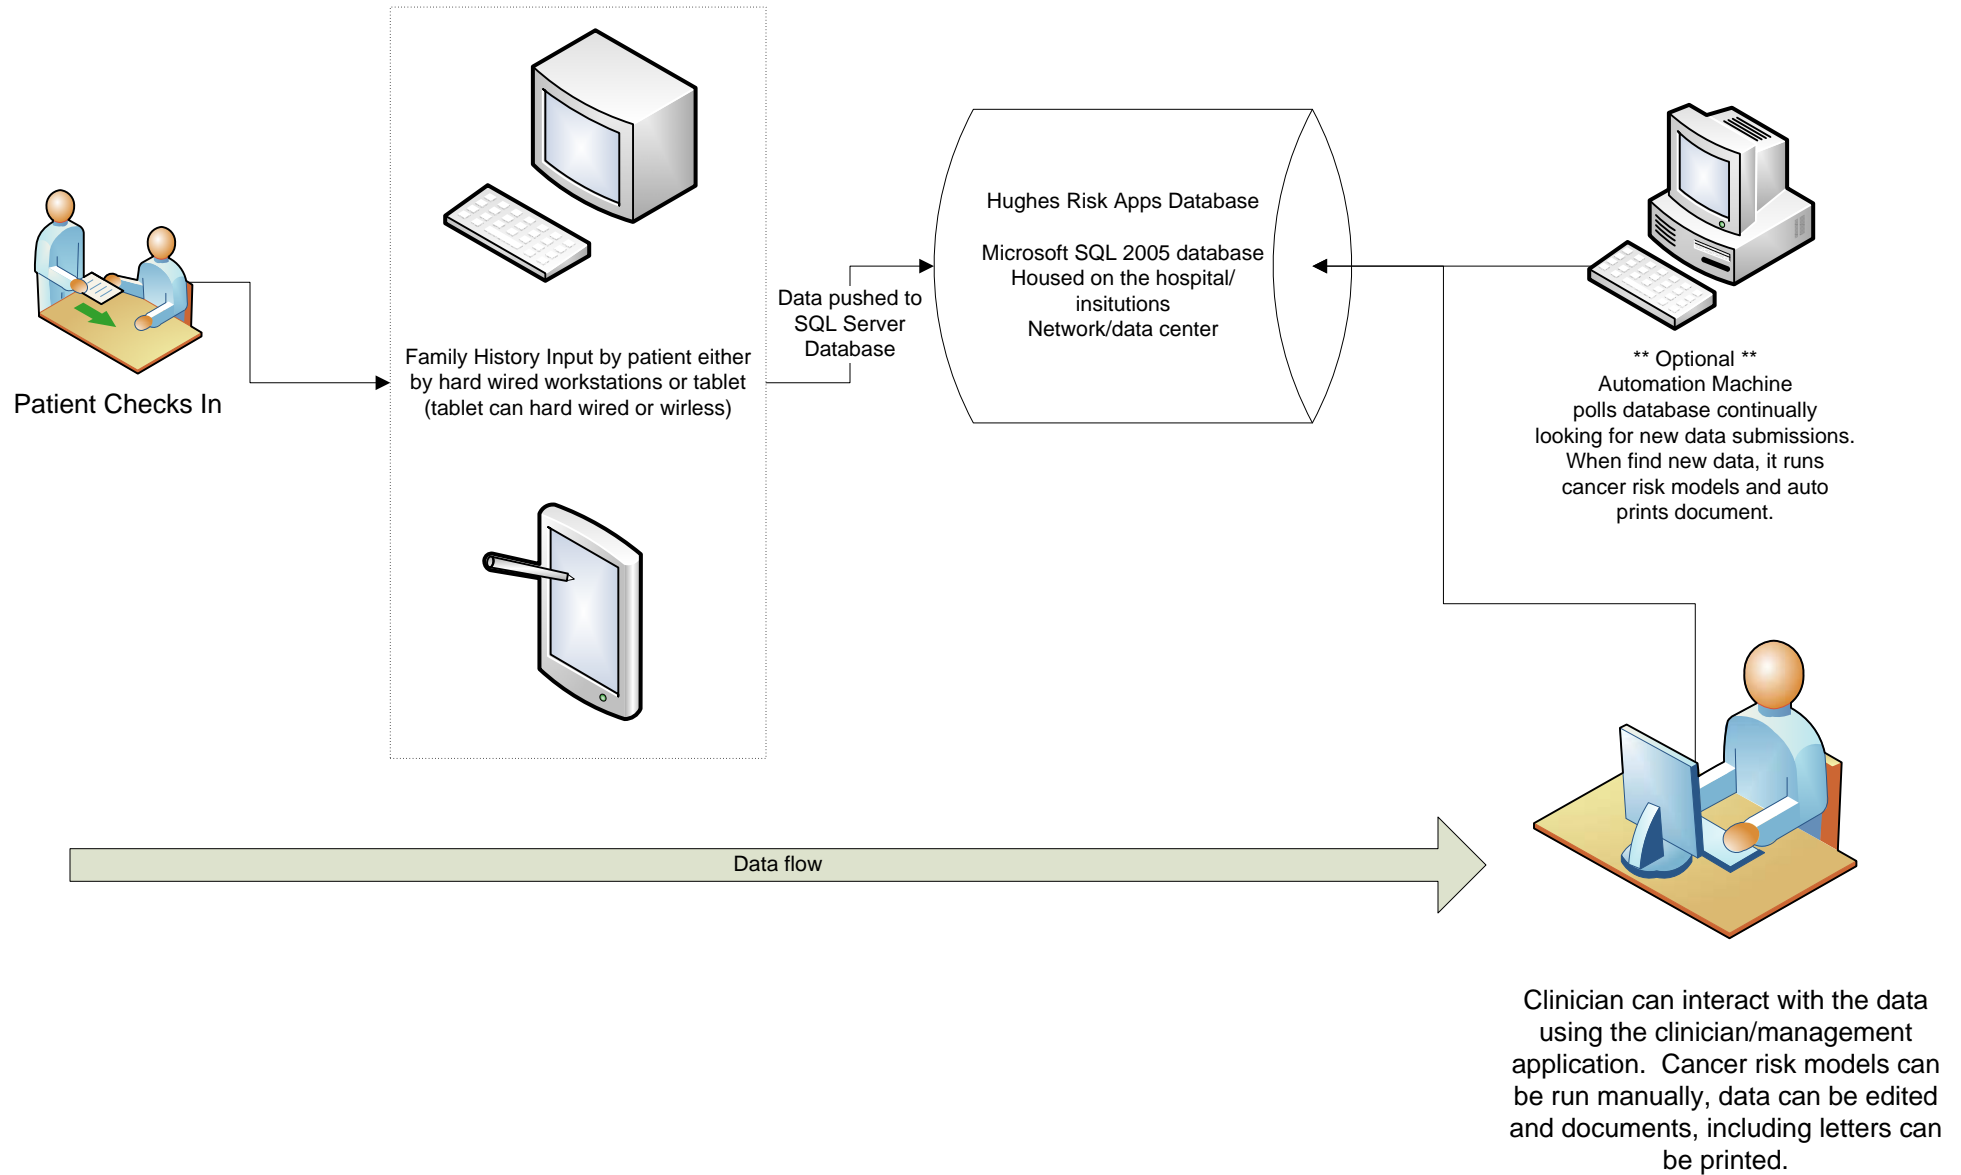 Patient Checks In
Family History Input by patient either
by hard wired workstations or tablet
(tablet can hard wired or wirless)
Data pushed to
SQL Server
Database
Hughes Risk Apps Database
Microsoft SQL 2005 database
Housed on the hospital/
insitutions
Network/data center
** Optional **
Automation Machine
polls database continually
looking for new data submissions.
When find new data, it runs
cancer risk models and auto
prints document.
Data flow
Clinician can interact with the data
using the clinician/management
application.  Cancer risk models can
be run manually, data can be edited
and documents, including letters can
be printed.